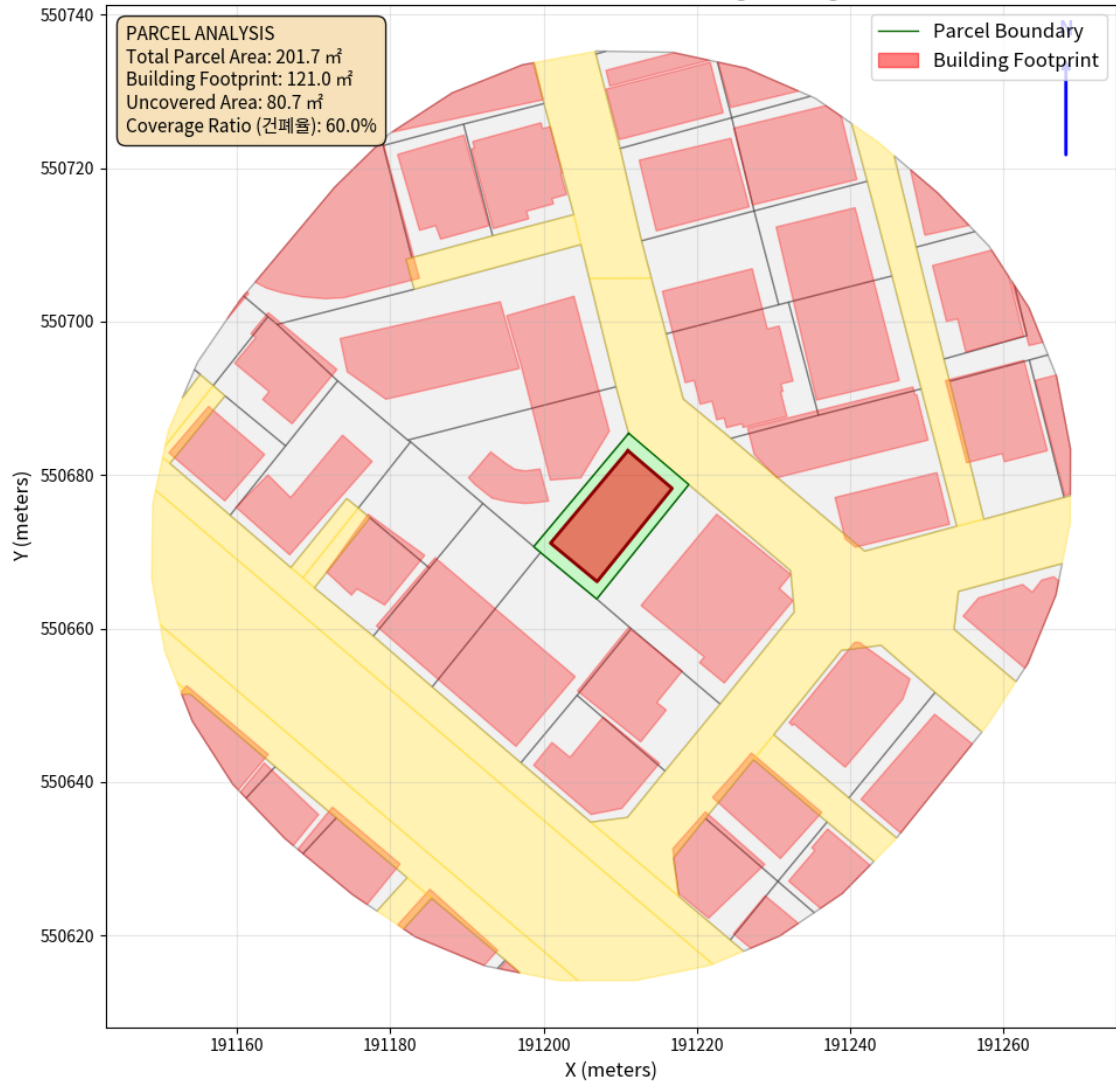 PARCEL ANALYSIS
Total Parcel Area: 201.7 ㎡
Building Footprint: 121.0 ㎡
Uncovered Area: 80.7 ㎡
Coverage Ratio (건폐율): 60.0%
Parcel Boundary
Building Footprint
N
550740
550720
550700
550680
550660
550640
550620
Y (meters)
191160
191180
191200
191220
191240
191260
X (meters)